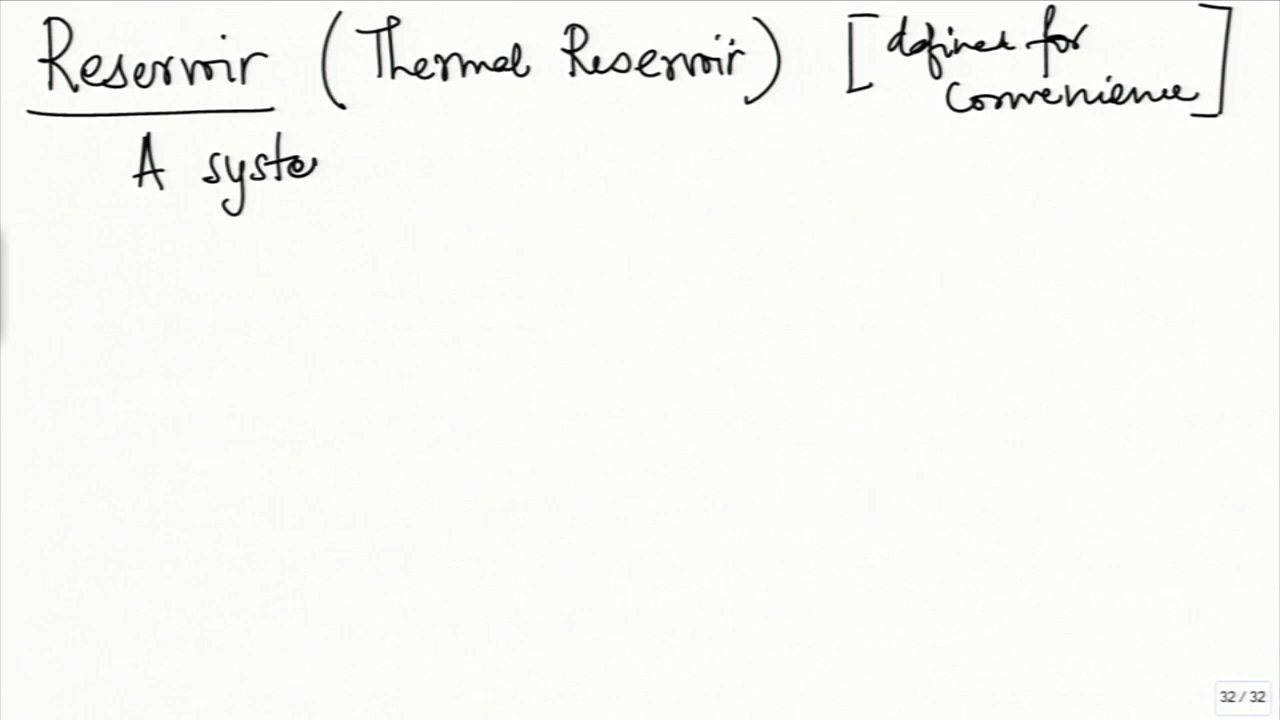 Reservoir (Thermal Reservoir) [defined for convenience]
A syste
32 / 32